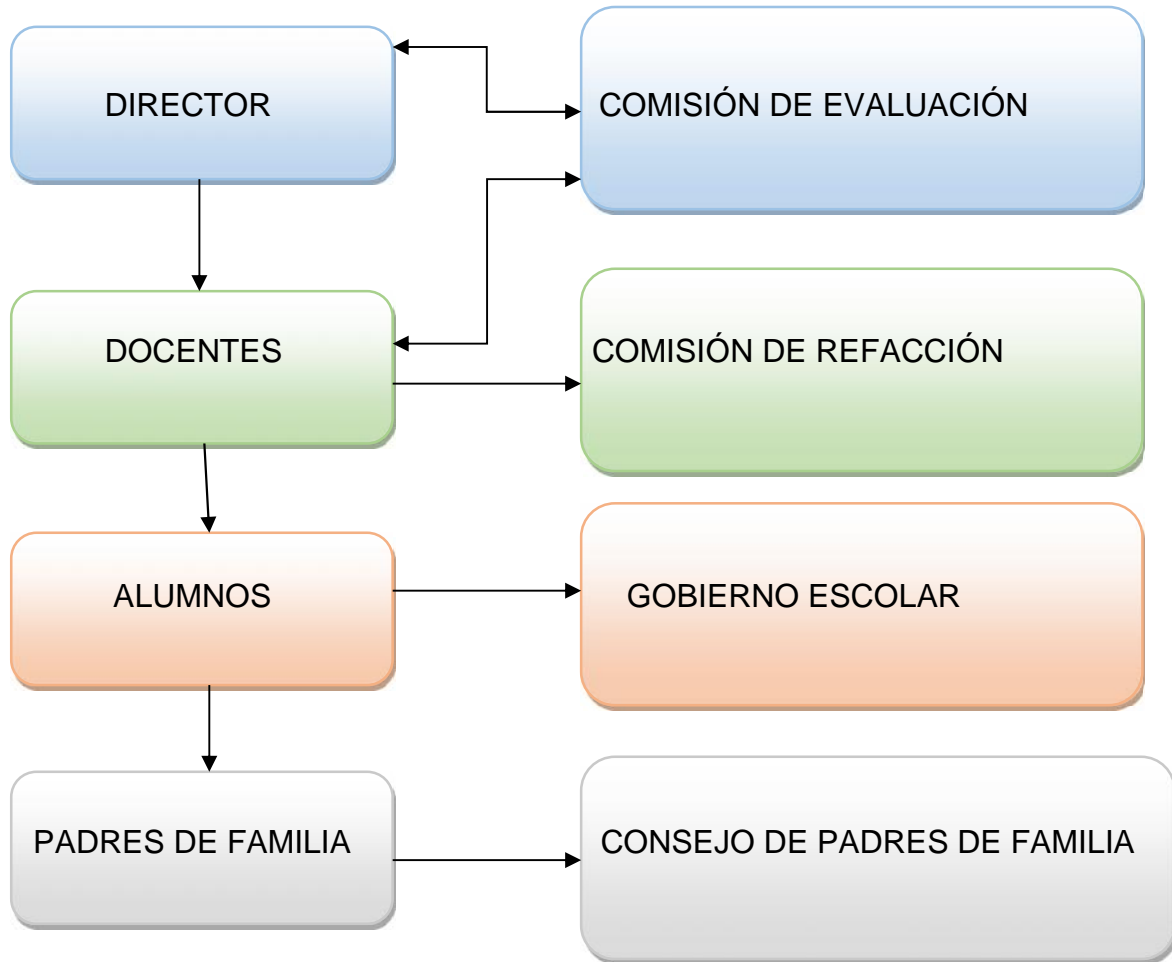 DIRECTOR
COMISIÓN DE EVALUACIÓN
DOCENTES
COMISIÓN DE REFACCIÓN
ALUMNOS
GOBIERNO ESCOLAR
PADRES DE FAMILIA
CONSEJO DE PADRES DE FAMILIA